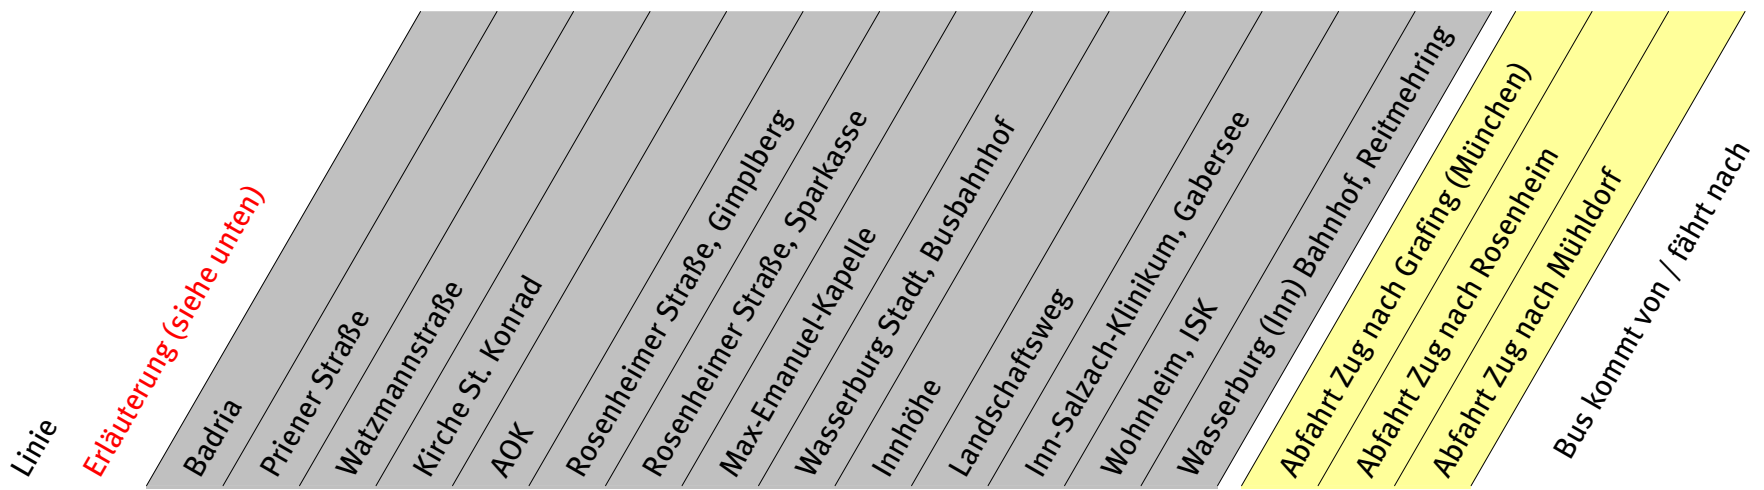 Linie
Erläuterung (siehe unten)
Badria
Priener Straße
Watzmannstraße
Kirche St. Konrad
AOK
Rosenheimer Straße, Gimplberg
Rosenheimer Straße, Sparkasse
Max-Emanuel-Kapelle
Wasserburg Stadt, Busbahnhof
Innhöhe
Landschaftsweg
Inn-Salzach-Klinikum, Gabersee
Wohnheim, ISK
Wasserburg (Inn) Bahnhof, Reitmehring
Abfahrt Zug nach Grafing (München)
Abfahrt Zug nach Rosenheim
Abfahrt Zug nach Mühldorf
Bus kommt von / fährt nach